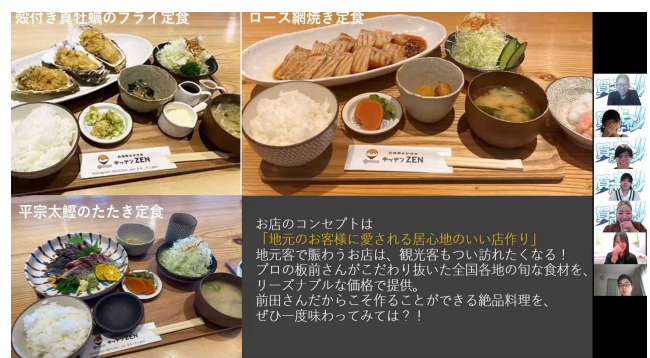 殻付き真牡蠣のフライ定食
ロース網焼き定食
キッチン ZEN
キッチン ZEN
平宗太鰹のたたき定食
キッチン ZEN
お店のコンセプトは
「地元のお客様に愛される居心地のいい店作り」
地元客で賑わうお店は、観光客もつい訪れたくなる！
プロの板前さんがこだわり抜いた全国各地の旬な食材を、
リーズナブルな価格で提供。
前田さんだからこそ作ることができる絶品料理を、
ぜひ一度味わってみては？！